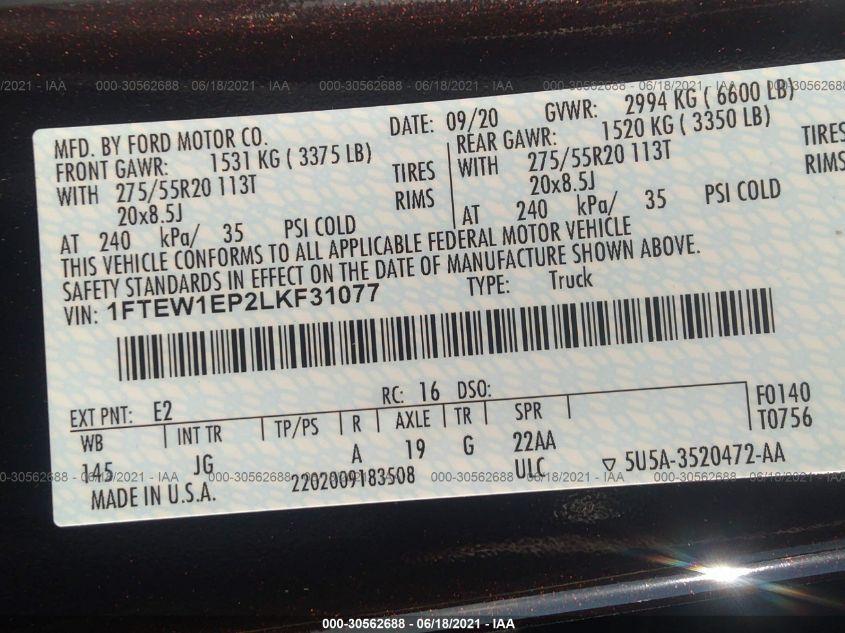 000-30562688 - 06/18/2021 - IAA
MFD. BY FORD MOTOR CO. DATE: 09/20 GVWR: 2994 KG ( 6600 LB)
FRONT GAWR: 1531 KG ( 3375 LB) REAR GAWR: 1520 KG ( 3350 LB)
WITH 275/55R20 113T TIRES WITH 275/55R20 113T TIRES
20x8.5J RIMS 20x8.5J RIMS
AT 240 kPa/ 35 PSI COLD AT 240 kPa/ 35 PSI COLD
THIS VEHICLE CONFORMS TO ALL APPLICABLE FEDERAL MOTOR VEHICLE
SAFETY STANDARDS IN EFFECT ON THE DATE OF MANUFACTURE SHOWN ABOVE.
VIN: 1FTEW1EP2LKF31077 TYPE: Truck
EXT PNT: E2 RC: 16 DSO: F0140
WB INT TR TP/PS R AXLE TR SPR T0756
145 JG A 19 G 22AA
ULC ▽ 5U5A-3520472-AA
MADE IN U.S.A. 2202009183508
000-30562688 - 06/18/2021 - IAA
000-30562688 - 06/18/2021 - IAA